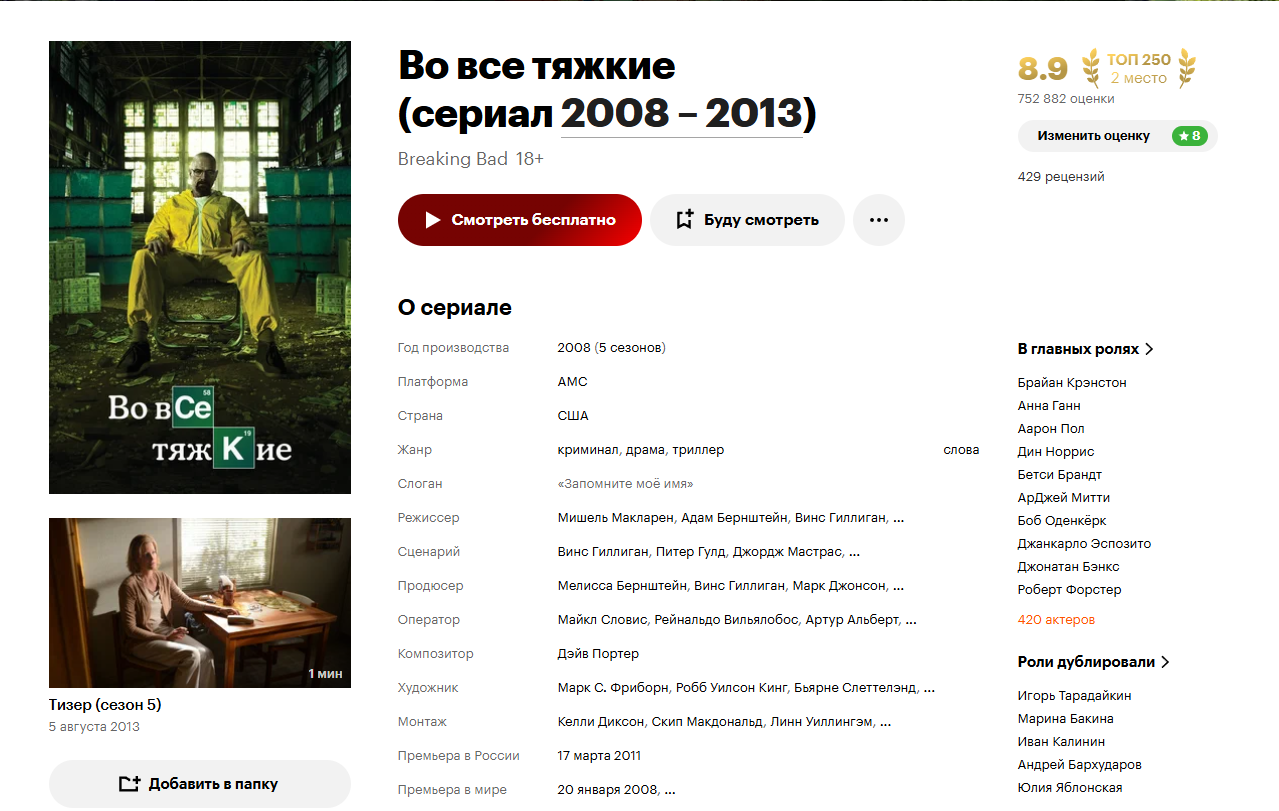 Во все тяжкие
(сериал 2008 – 2013)
Breaking Bad 18+
Смотреть бесплатно
Буду смотреть
...
8.9
ТОП 250
2 место
752 882 оценки
Изменить оценку
8
429 рецензий
58
Во вСе
19
тяжКие
1 мин
Тизер (сезон 5)
5 августа 2013
Добавить в папку
О сериале
Год производства 2008 (5 сезонов)
Платформа AMC
Страна США
Жанр криминал, драма, триллер слова
Слоган «Запомните моё имя»
Режиссер Мишель Макларен, Адам Бернштейн, Винс Гиллиган, ...
Сценарий Винс Гиллиган, Питер Гулд, Джордж Мастрас, ...
Продюсер Мелисса Бернштейн, Винс Гиллиган, Марк Джонсон, ...
Оператор Майкл Словис, Рейнальдо Вильялобос, Артур Альберт, ...
Композитор Дэйв Портер
Художник Марк С. Фриборн, Робб Уилсон Кинг, Бьярне Слеттелэнд, ...
Монтаж Келли Диксон, Скип Макдональд, Линн Уиллингэм, ...
Премьера в России 17 марта 2011
Премьера в мире 20 января 2008, ...
В главных ролях
Брайан Крэнстон
Анна Ганн
Аарон Пол
Дин Норрис
Бетси Брандт
АрДжей Митти
Боб Оденкёрк
Джанкарло Эспозито
Джонатан Бэнкс
Роберт Форстер
420 актеров
Роли дублировали
Игорь Тарадайкин
Марина Бакина
Иван Калинин
Андрей Бархударов
Юлия Яблонская